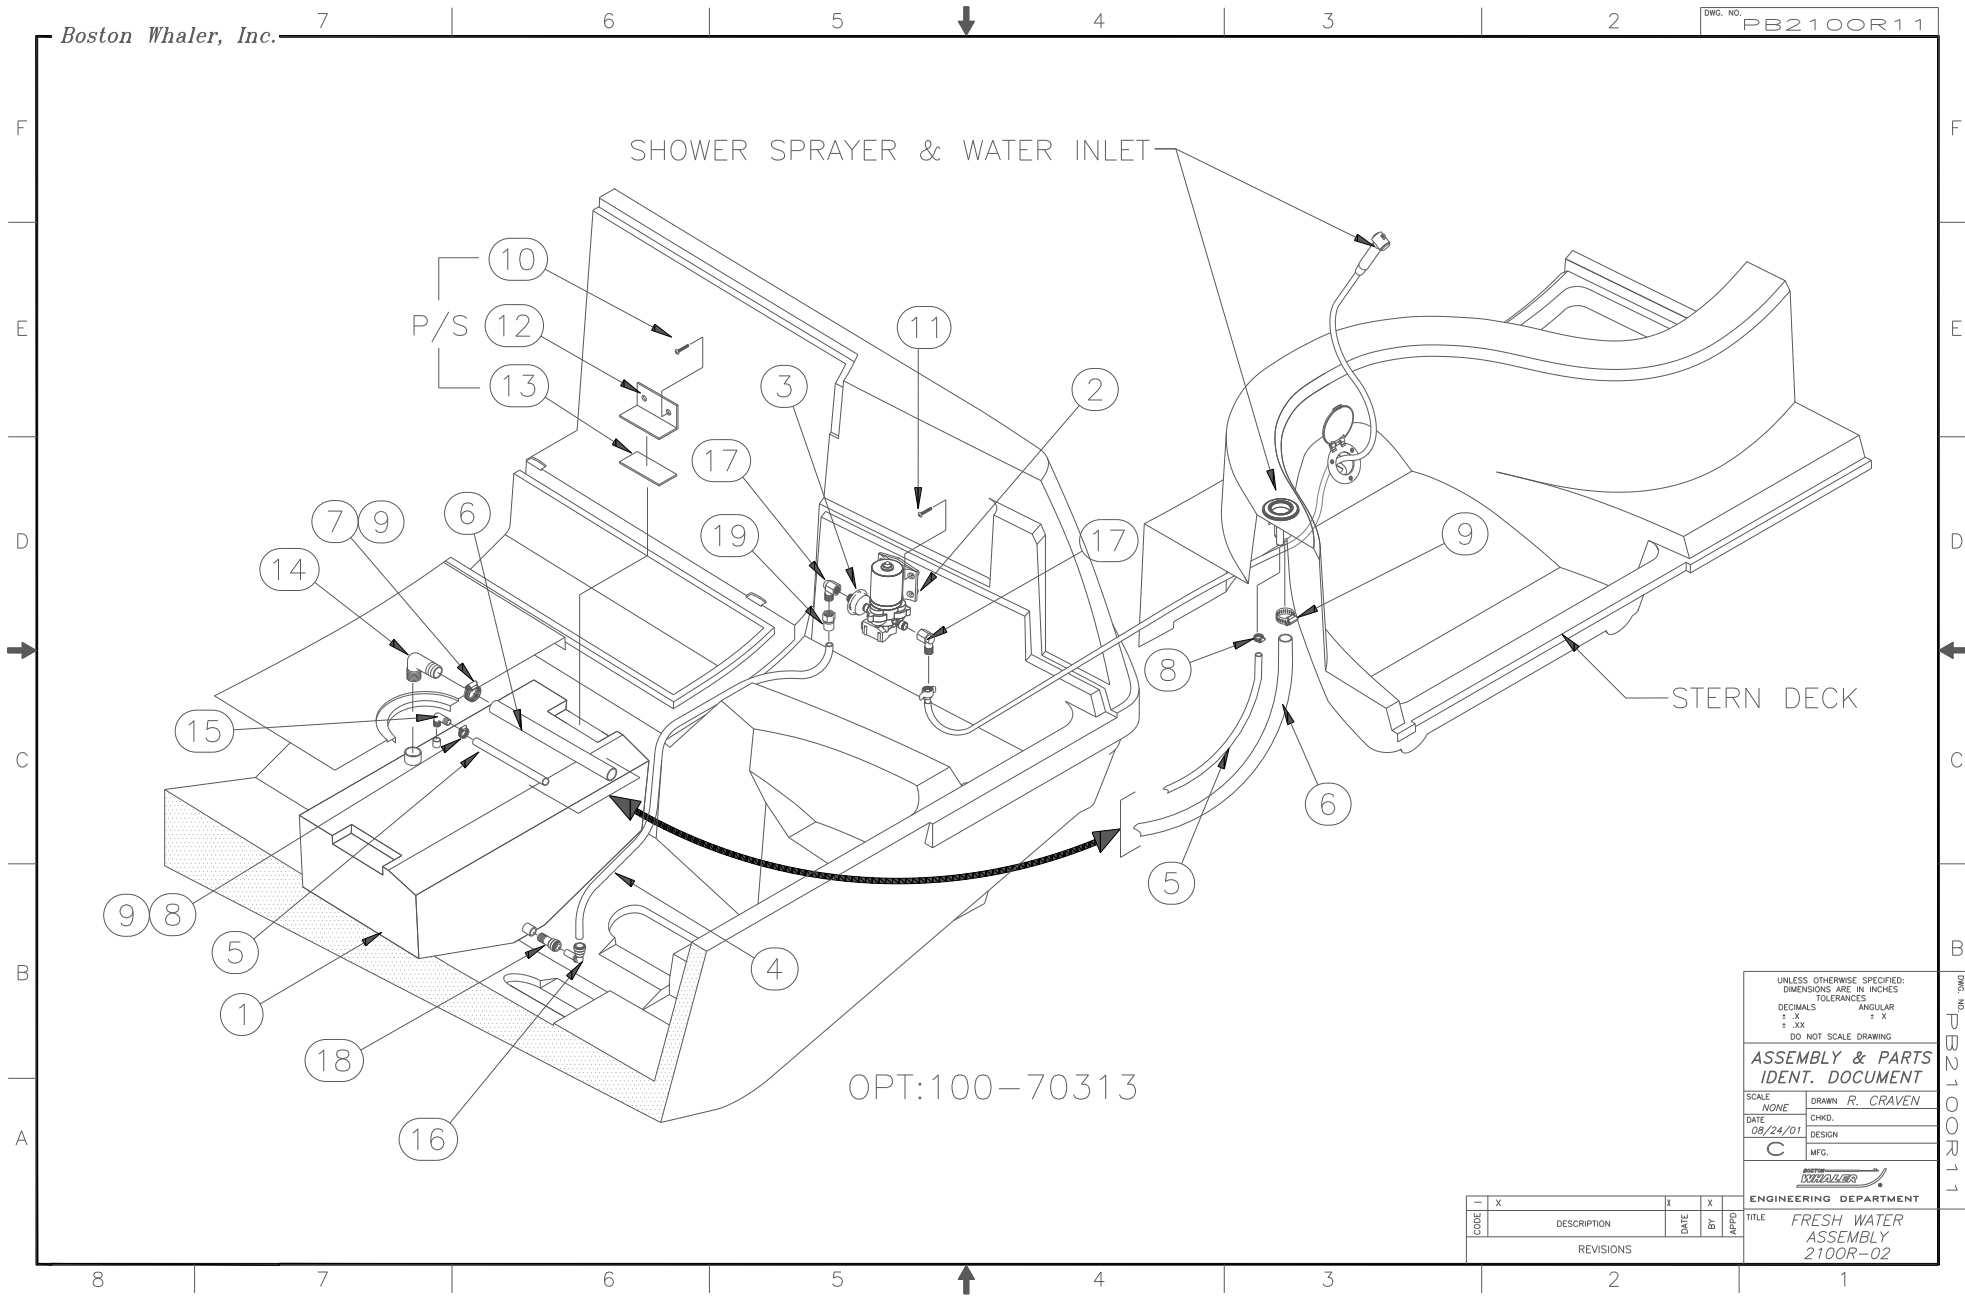 7 6 5 4 3 2
DWG. NO. PB2100R11
Boston Whaler, Inc.
F F
SHOWER SPRAYER & WATER INLET
10
E P/S 12 11 E
13 3 2
17
7 9 6
D 19 17 9 D
14
8
STERN DECK
15
C 6 C
5
9 8
5 4
B 1 B
18
16
OPT:100-70313
A
UNLESS OTHERWISE SPECIFIED:
DIMENSIONS ARE IN INCHES
TOLERANCES
DECIMALS ANGULAR
± .X ± X
± .XX
DO NOT SCALE DRAWING
ASSEMBLY & PARTS
IDENT. DOCUMENT
SCALE
NONE
DRAWN R. CRAVEN
DATE
08/24/01
CHKD.
DESIGN
C
MFG.
BOSTON
WHALER
ENGINEERING DEPARTMENT
TITLE FRESH WATER
ASSEMBLY
2100R-02
DWG. NO. PB2100R11
I X X X
CODE DESCRIPTION DATE BY APPD
REVISIONS
8 7 6 5 4 3 2 1